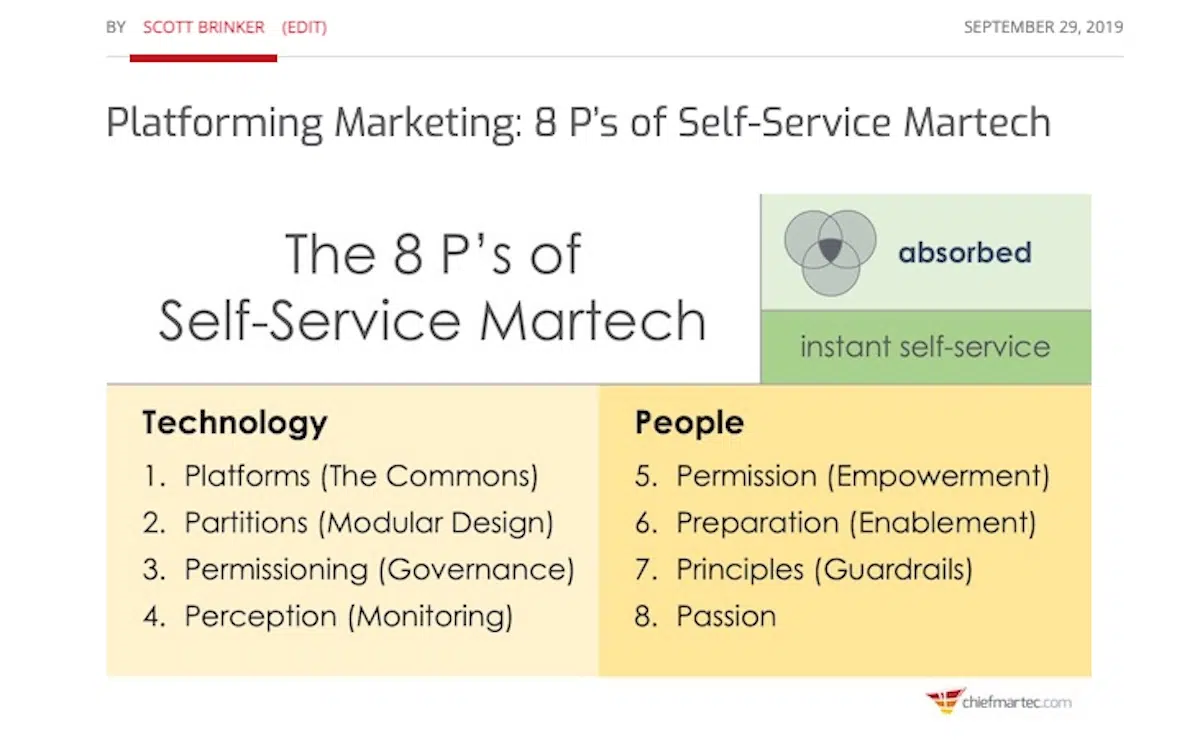 BY SCOTT BRINKER (EDIT)
SEPTEMBER 29, 2019
Platforming Marketing: 8 P's of Self-Service Martech
The 8 P's of
Self-Service Martech
absorbed
instant self-service
Technology
1. Platforms (The Commons)
2. Partitions (Modular Design)
3. Permissioning (Governance)
4. Perception (Monitoring)
People
5. Permission (Empowerment)
6. Preparation (Enablement)
7. Principles (Guardrails)
8. Passion
chiefmartec.com